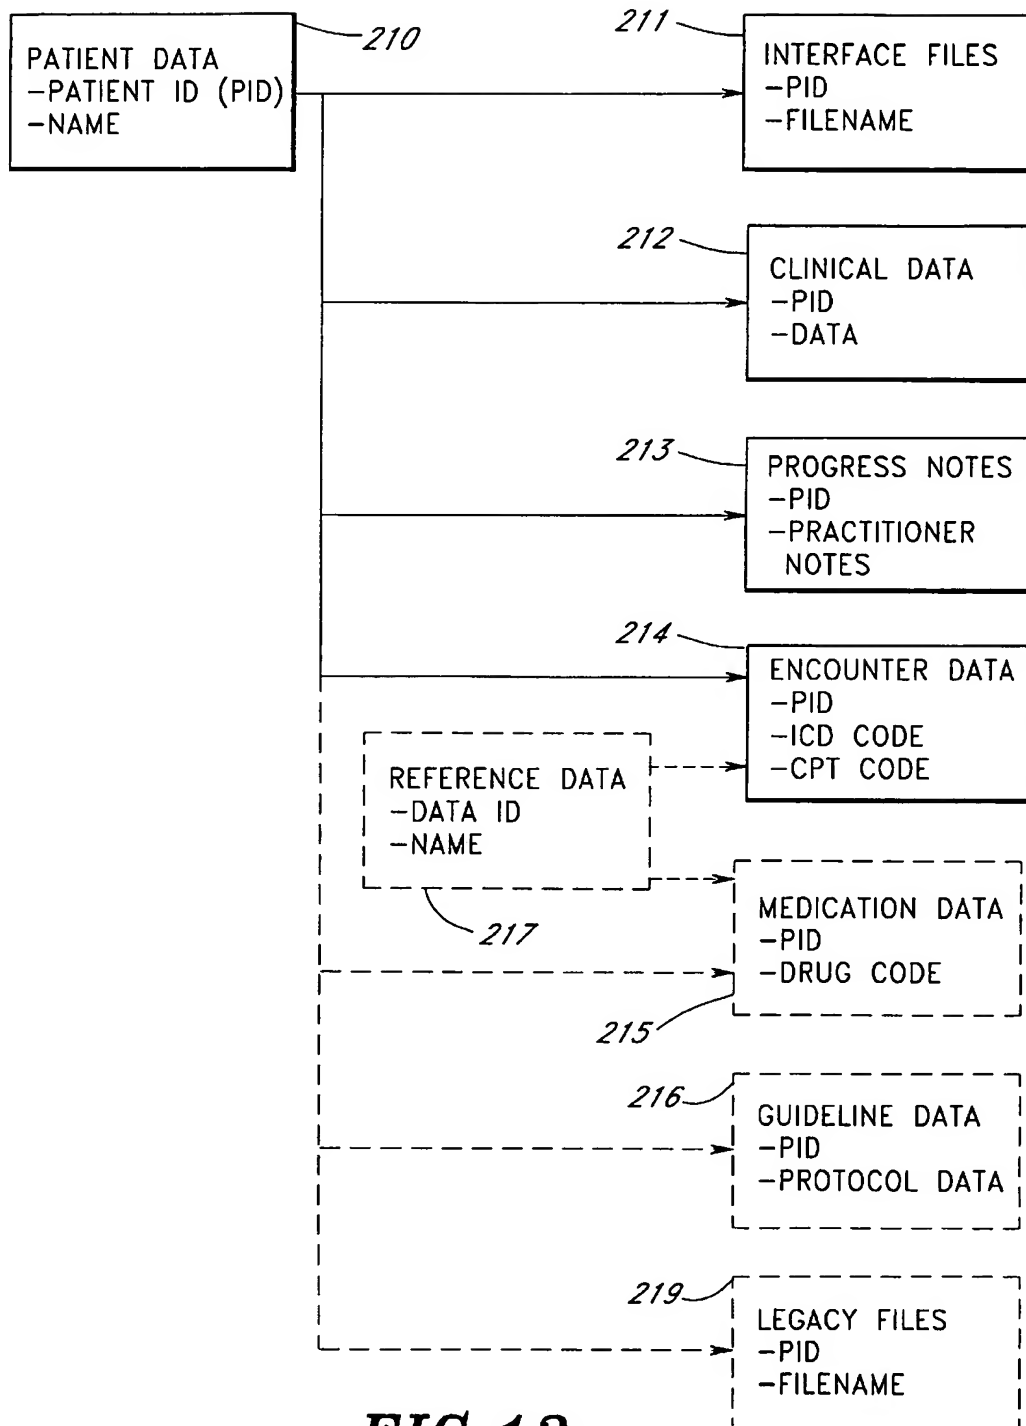 210
PATIENT DATA
-PATIENT ID (PID)
-NAME
211
INTERFACE FILES
-PID
-FILENAME
212
CLINICAL DATA
-PID
-DATA
213
PROGRESS NOTES
-PID
-PRACTITIONER
NOTES
214
ENCOUNTER DATA
-PID
-ICD CODE
-CPT CODE
REFERENCE DATA
-DATA ID
-NAME
217
MEDICATION DATA
-PID
-DRUG CODE
215
216
GUIDELINE DATA
-PID
-PROTOCOL DATA
219
LEGACY FILES
-PID
-FILENAME